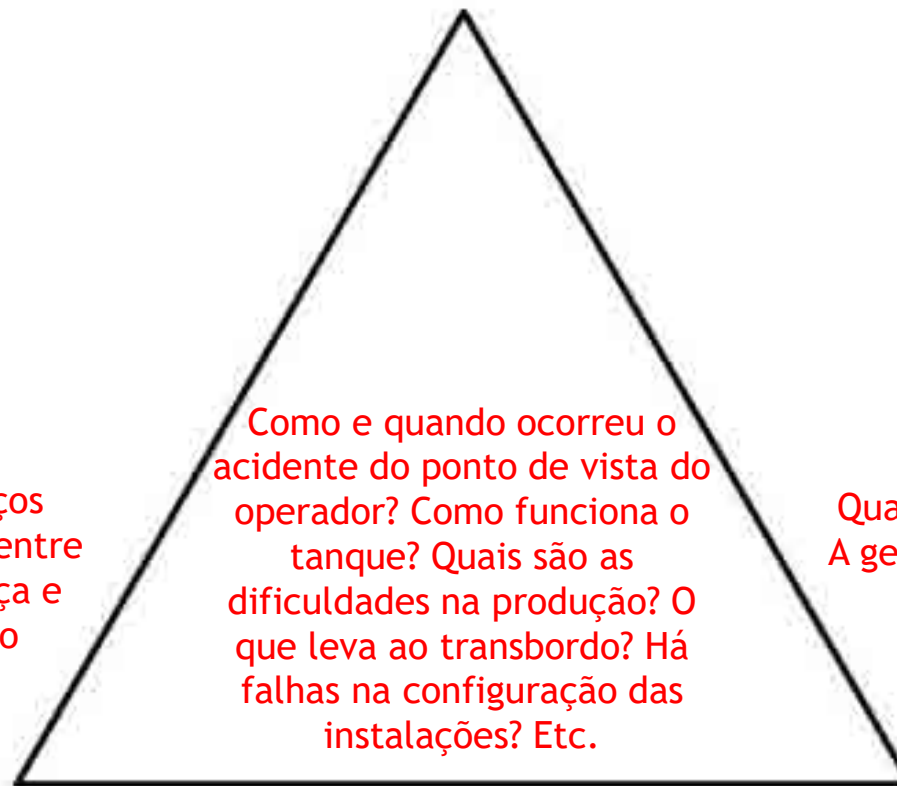 Como e quando ocorreu o
acidente do ponto de vista do
operador? Como funciona o
tanque? Quais são as
dificuldades na produção? O
que leva ao transbordo? Há
falhas na configuração das
instalações? Etc.
entre
e
A